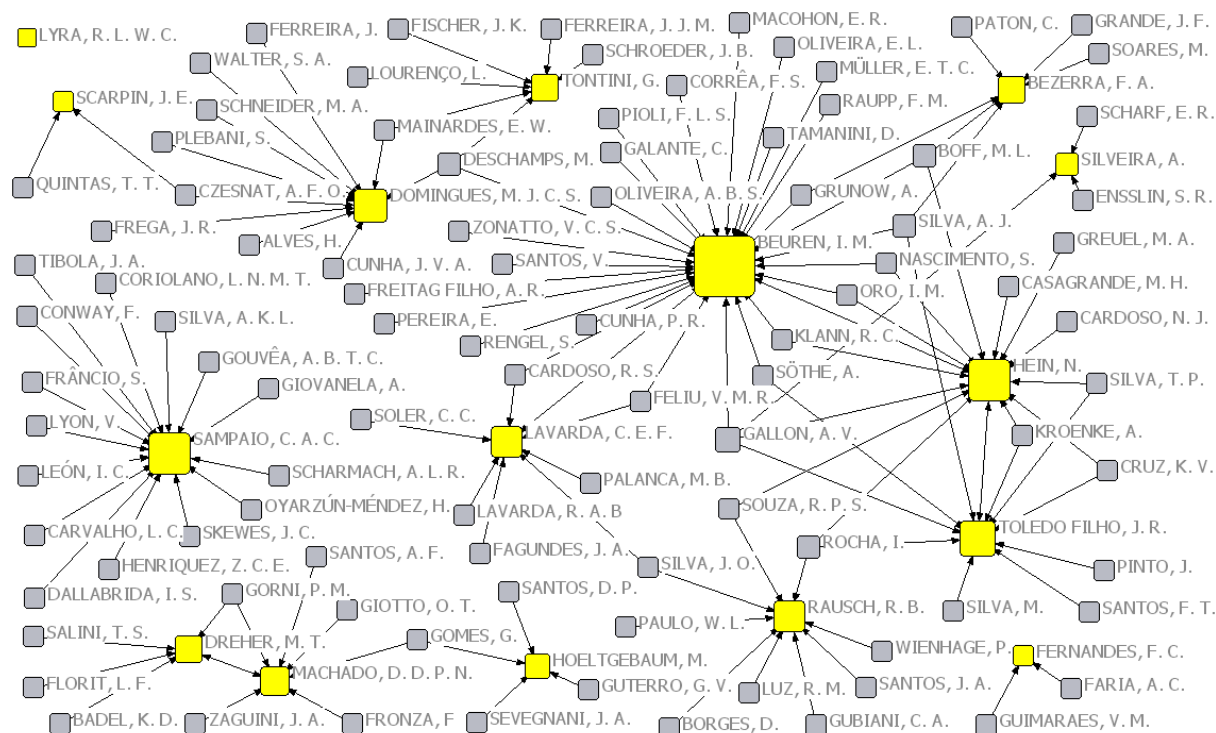 LYRA, R. L. W. C.
FERREIRA, J.
FISCHER, J. K.
FERREIRA, J. J. M.
MACOHON, E. R.
PATON, C.
GRANDE, J. F.
WALTER, S. A.
SCHROEDER, J. B.
OLIVEIRA, E. L.
SOARES, M.
LOURENÇO, L.
TONTINI, G.
CORRÊA, F. S.
MÜLLER, E. T. C.
BEZERRA, F. A.
SCARPIN, J. E.
SCHNEIDER, M. A.
PIOLI, F. L. S.
RAUPP, F. M.
SCHARF, E. R.
MAINARDES, E. W.
TAMANINI, D.
PLEBANI, S.
GALANTE, C.
BOFF, M. L.
SILVEIRA, A.
DESCHAMPS, M.
QUINTAS, T. T.
CZESNAT, A. F. O.
DOMINGUES, M. J. C. S.
OLIVEIRA, A. B. S.
GRUNOW, A.
ENSSLIN, S. R.
FREGA, J. R.
ZONATTO, V. C. S.
SILVA, A. J.
ALVES, H.
BEUREN, I. M.
GREUEL, M. A.
TIBOLA, J. A.
CUNHA, J. V. A.
SANTOS, V.
NASCIMENTO, S.
CORIOLANO, L. N. M. T.
FREITAG FILHO, A. R.
ORO, I. M.
CASAGRANDE, M. H.
CONWAY, F.
SILVA, A. K. L.
PEREIRA, E.
CUNHA, P. R.
CARDOSO, N. J.
RENGEL, S.
KLANN, R. C.
GOUVÊA, A. B. T. C.
CARDOSO, R. S.
SÖTHE, A.
HEIN, N.
FRÂNCIO, S.
GIOVANELA, A.
SILVA, T. P.
FELIU, V. M. R.
LYON, V.
SOLER, C. C.
SAMPAIO, C. A. C.
LAVARDA, C. E. F.
GALLON, A. V.
KROENKE, A.
LEÓN, I. C.
SCHARMACH, A. L. R.
CRUZ, K. V.
PALANCA, M. B.
OYARZÚN-MÉNDEZ, H.
SOUZA, R. P. S.
LAVARDA, R. A. B
CARVALHO, L. C.
SKEWES, J. C.
TOLEDO FILHO, J. R.
FAGUNDES, J. A.
ROCHA, I.
SANTOS, A. F.
HENRIQUEZ, Z. C. E.
SILVA, J. O.
PINTO, J.
DALLABRIDA, I. S.
GORNI, P. M.
SANTOS, D. P.
GIOTTO, O. T.
SILVA, M.
SANTOS, F. T.
RAUSCH, R. B.
PAULO, W. L.
SALINI, T. S.
DREHER, M. T.
GOMES, G.
WIENHAGE, P.
FERNANDES, F. C.
HOELTGEBAUM, M.
MACHADO, D. D. P. N.
FLORIT, L. F.
GUTERRO, G. V.
LUZ, R. M.
SANTOS, J. A.
FARIA, A. C.
BADEL, K. D.
ZAGUINI, J. A.
FRONZA, F
SEVEGNANI, J. A.
BORGES, D.
GUBIANI, C. A.
GUIMARAES, V. M.